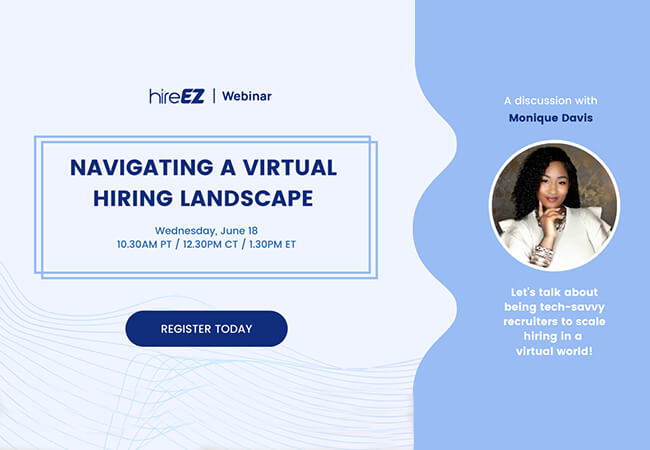 hireEZ | Webinar
NAVIGATING A VIRTUAL
HIRING LANDSCAPE
Wednesday, June 18
10.30AM PT / 12.30PM CT / 1.30PM ET
REGISTER TODAY
A discussion with
Monique Davis
Let's talk about
being tech-savvy
recruiters to scale
hiring in a
virtual world!